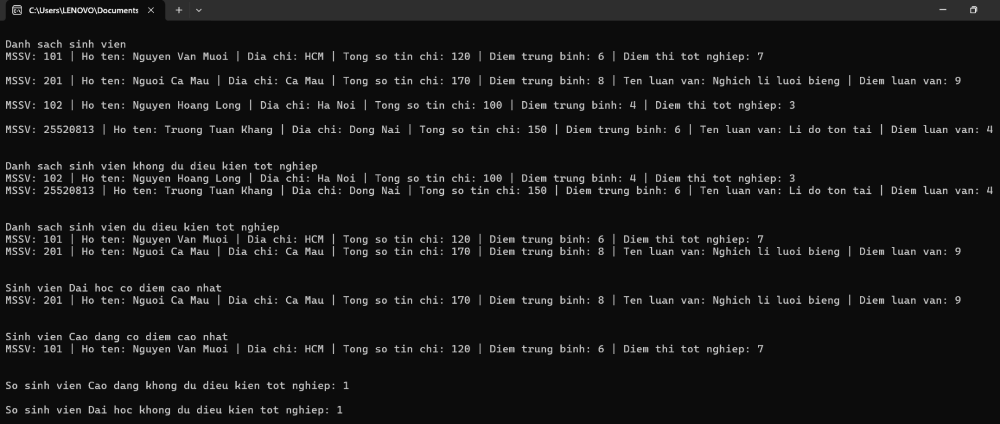 C:\Users\LENOVO\Documents
Danh sach sinh vien
MSSV: 101 | Ho ten: Nguyen Van Muoi | Dia chi: HCM | Tong so tin chi: 120 | Diem trung binh: 6 | Diem thi tot nghiep: 7
MSSV: 201 | Ho ten: Nguoi Ca Mau | Dia chi: Ca Mau | Tong so tin chi: 170 | Diem trung binh: 8 | Ten luan van: Nghich li luoi bieng | Diem luan van: 9
MSSV: 102 | Ho ten: Nguyen Hoang Long | Dia chi: Ha Noi | Tong so tin chi: 100 | Diem trung binh: 4 | Diem thi tot nghiep: 3
MSSV: 25520813 | Ho ten: Truong Tuan Khang | Dia chi: Dong Nai | Tong so tin chi: 150 | Diem trung binh: 6 | Ten luan van: Li do ton tai | Diem luan van: 4
Danh sach sinh vien khong du dieu kien tot nghiep
MSSV: 102 | Ho ten: Nguyen Hoang Long | Dia chi: Ha Noi | Tong so tin chi: 100 | Diem trung binh: 4 | Diem thi tot nghiep: 3
MSSV: 25520813 | Ho ten: Truong Tuan Khang | Dia chi: Dong Nai | Tong so tin chi: 150 | Diem trung binh: 6 | Ten luan van: Li do ton tai | Diem luan van: 4
Danh sach sinh vien du dieu kien tot nghiep
MSSV: 101 | Ho ten: Nguyen Van Muoi | Dia chi: HCM | Tong so tin chi: 120 | Diem trung binh: 6 | Diem thi tot nghiep: 7
MSSV: 201 | Ho ten: Nguoi Ca Mau | Dia chi: Ca Mau | Tong so tin chi: 170 | Diem trung binh: 8 | Ten luan van: Nghich li luoi bieng | Diem luan van: 9
Sinh vien Dai hoc co diem cao nhat
MSSV: 201 | Ho ten: Nguoi Ca Mau | Dia chi: Ca Mau | Tong so tin chi: 170 | Diem trung binh: 8 | Ten luan van: Nghich li luoi bieng | Diem luan van: 9
Sinh vien Cao dang co diem cao nhat
MSSV: 101 | Ho ten: Nguyen Van Muoi | Dia chi: HCM | Tong so tin chi: 120 | Diem trung binh: 6 | Diem thi tot nghiep: 7
So sinh vien Cao dang khong du dieu kien tot nghiep: 1
So sinh vien Dai hoc khong du dieu kien tot nghiep: 1